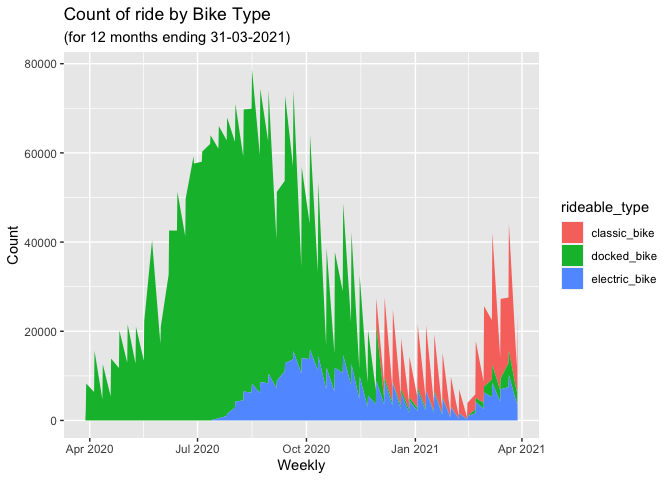 Count of ride by Bike Type
(for 12 months ending 31-03-2021)
80000
60000
40000
20000
0
Count
Apr 2020
Jul 2020
Oct 2020
Jan 2021
Apr 2021
Weekly
rideable_type
classic_bike
docked_bike
electric_bike